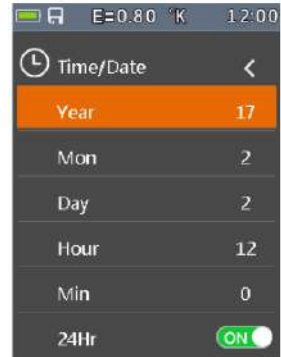 E=0.80 °K 12:00
Time/Date <
Year 17
Mon 2
Day 2
Hour 12
Min 0
24Hr ON